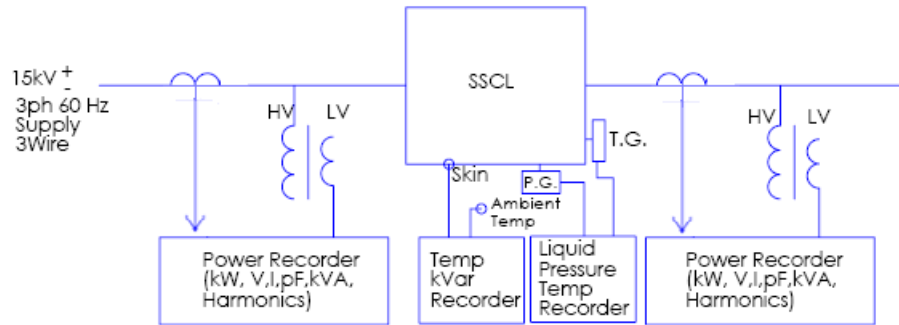 15kV +
-
3ph 60 Hz
Supply
3Wire
HV
LV
SSCL
Skin
P.G.
T.G.
Ambient
Temp
HV
LV
Power Recorder
(kW, V,I,pF,kVA,
Harmonics)
Temp
kVar
Recorder
Liquid
Pressure
Temp
Recorder
Power Recorder
(kW, V,I,pF,kVA,
Harmonics)